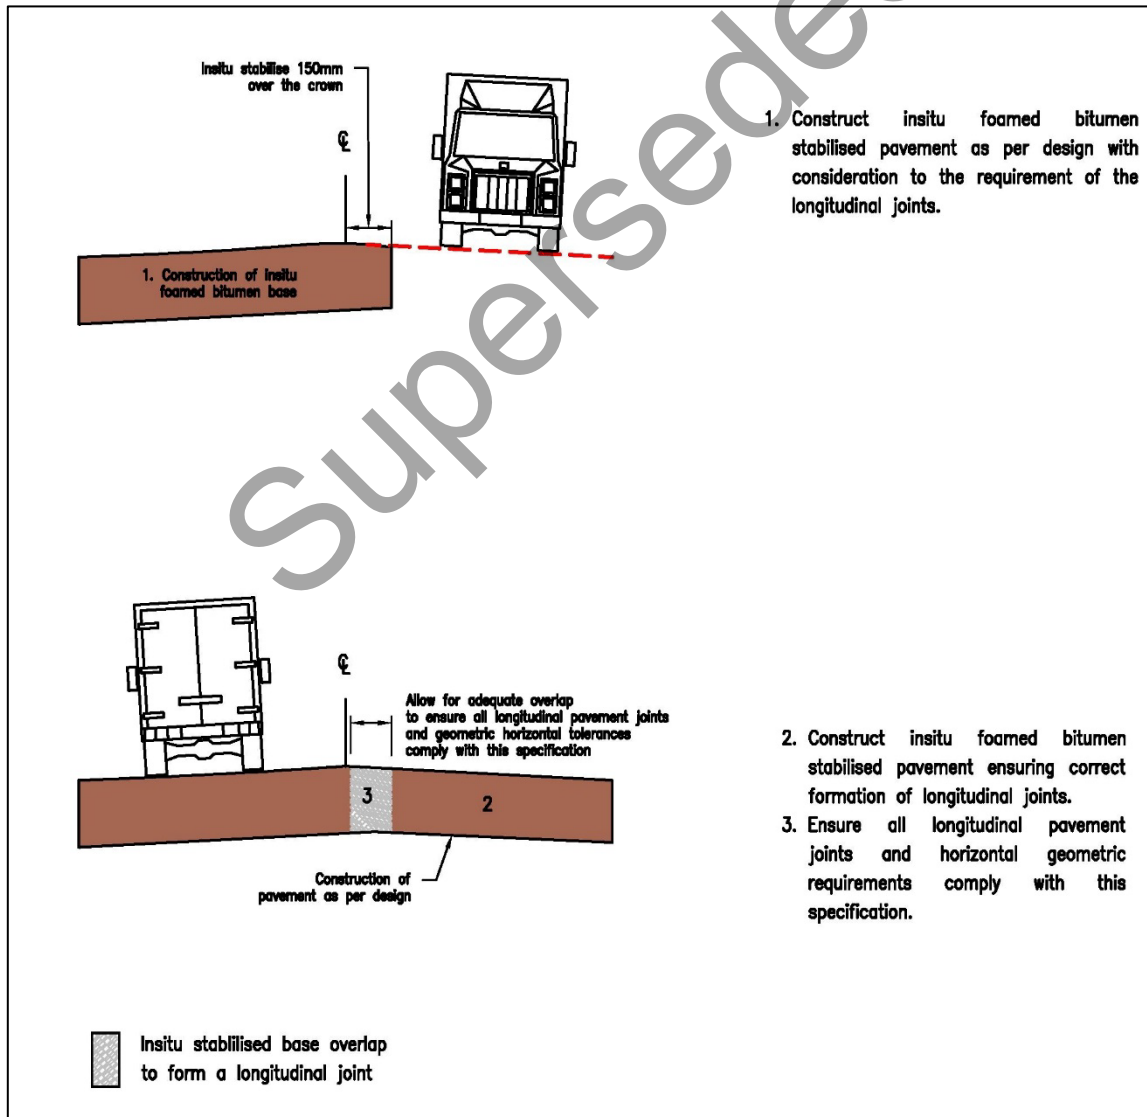 Superseded
Insitu stabilise 150mm
over the crown
℄
1. Construction of insitu
foamed bitumen base
1. Construct insitu foamed bitumen
stabilised pavement as per design with
consideration to the requirement of the
longitudinal joints.
℄
Allow for adequate overlap
to ensure all longitudinal pavement joints
and geometric horizontal tolerances
comply with this specification
3
2
Construction of
pavement as per design
2. Construct insitu foamed bitumen
stabilised pavement ensuring correct
formation of longitudinal joints.
3. Ensure all longitudinal pavement
joints and horizontal geometric
requirements comply with this
specification.
Insitu stablilised base overlap
to form a longitudinal joint